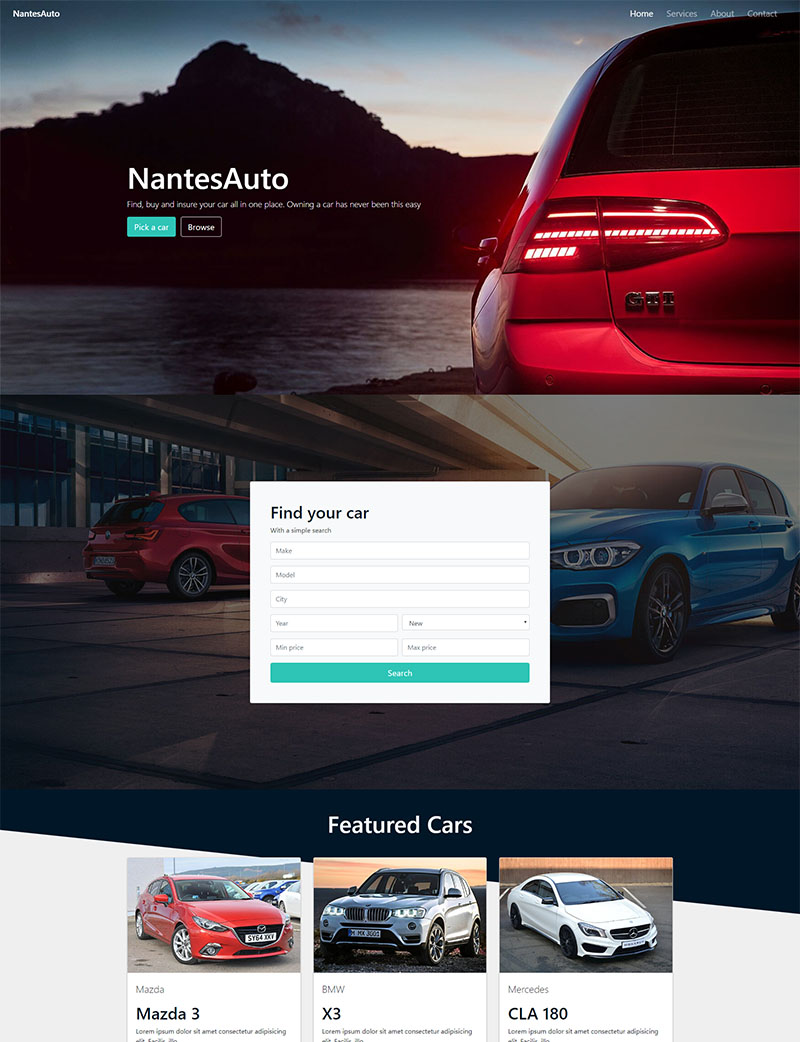 NantesAuto
Home Services About Contact
NantesAuto
Find, buy and insure your car all in one place. Owning a car has never been this easy
Pick a car Browse
GTI
Find your car
With a simple search
Make
Model
City
Year New
Min price Max price
Search
Featured Cars
SY64 XKV
M MX 3601
Mazda BMW Mercedes
Mazda 3 X3 CLA 180
Lorem ipsum dolor sit amet consectetur adipisicing Lorem ipsum dolor sit amet consectetur adipisicing Lorem ipsum dolor sit amet consectetur adipisicing
elit. Facilis, illo elit. Facilis, illo elit. Facilis, illo